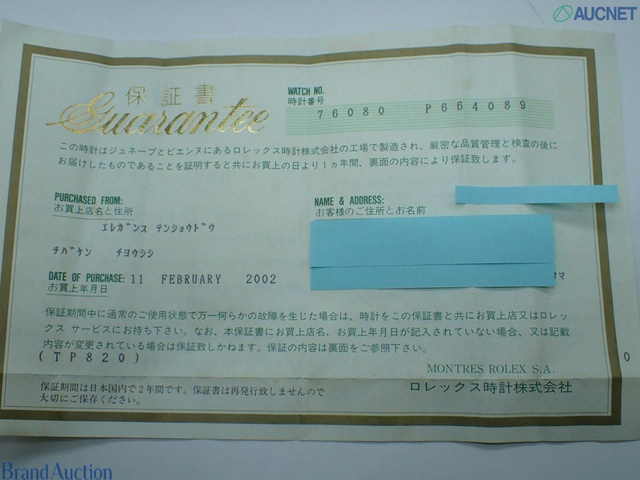 AUCNET
保証書
Guarantee
WATCH NO.
時計番号
76080 P664089
この時計はジュネーブとビエンヌにあるロレックス時計株式会社の工場で製造され、厳密な品質管理と検査の後に
お届けしたものであることを証明すると共にお買上の日より1ヵ年間、裏面の内容により保証致します。
PURCHASED FROM:
お買上店名と住所
エレガンス テンショウドウ
チバケン チヨウシシ
NAME & ADDRESS:
お客様のご住所とお名前
マ
DATE OF PURCHASE: 11 FEBRUARY 2002
お買上年月日
保証期間中に通常のご使用状態で万一何らかの故障を生じた場合は、時計をこの保証書と共にお買上店又はロレッ
クス サービスにお持ち下さい。なお、本保証書にお買上店名、お買上年月日が記入されていない場合、又は記載
内容が変更されている場合は保証致しかねます。保証の内容は裏面をご参照下さい。
(TP820)
0
MONTRES ROLEX S.A.
ロレックス時計株式会社
保証期間は日本国内で2年間です。保証書は再発行致しませんので
大切にご保存ください。
Brand Auction